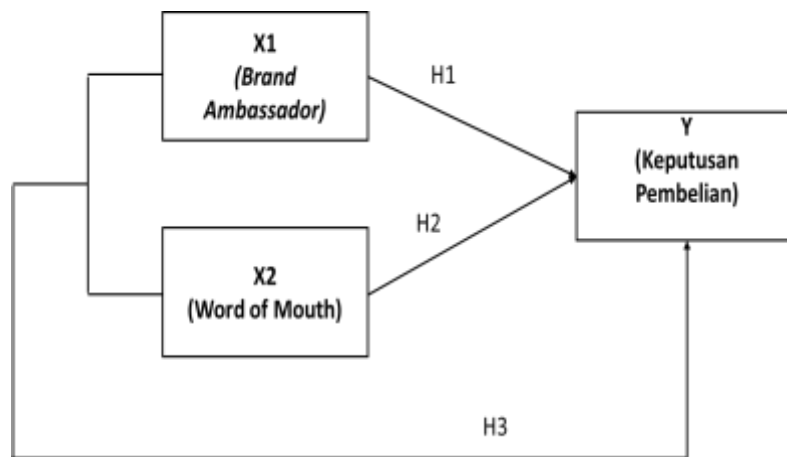 X1
(Brand
Ambassador)
H1
Y
(Keputusan
Pembelian)
H2
X2
(Word of Mouth)
H3